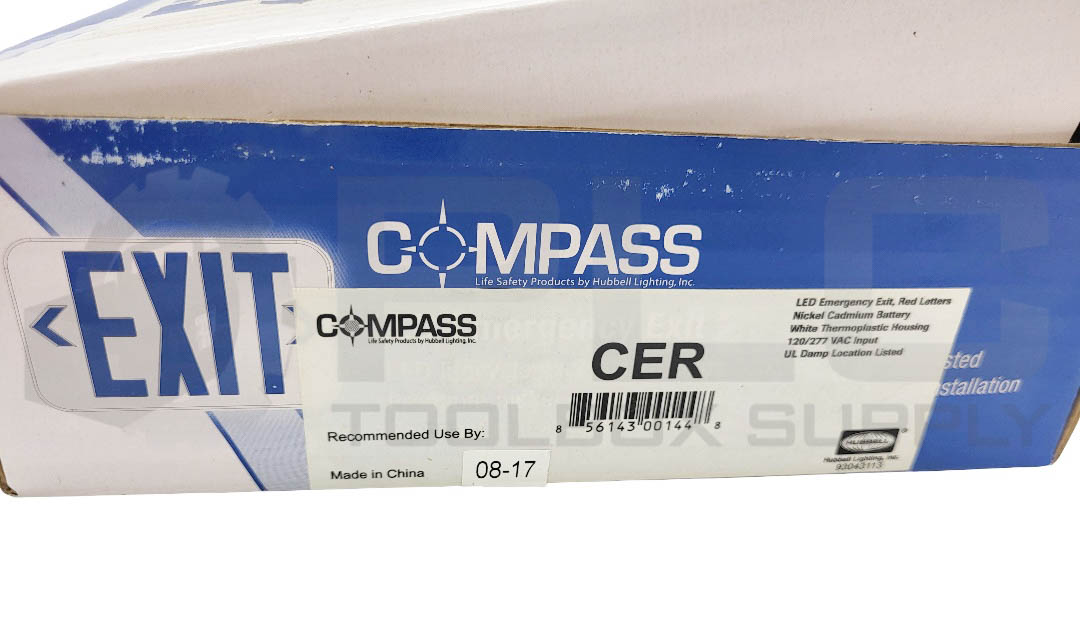 EXIT
COMPASS
Life Safety Products by Hubbell Lighting, Inc.
COMPASS
Life Safety Products by Hubbell Lighting, Inc.
LED Emergency Exit, Red Letters
Nickel Cadmium Battery
White Thermoplastic Housing
120/277 VAC Input
UL Damp Location Listed
CER
8 56143 00144 8
Recommended Use By:
08-17
Made in China
HUBBELL
Hubbell Lighting, Inc.
93043113
PLC
TOOLBOX SUPPLY